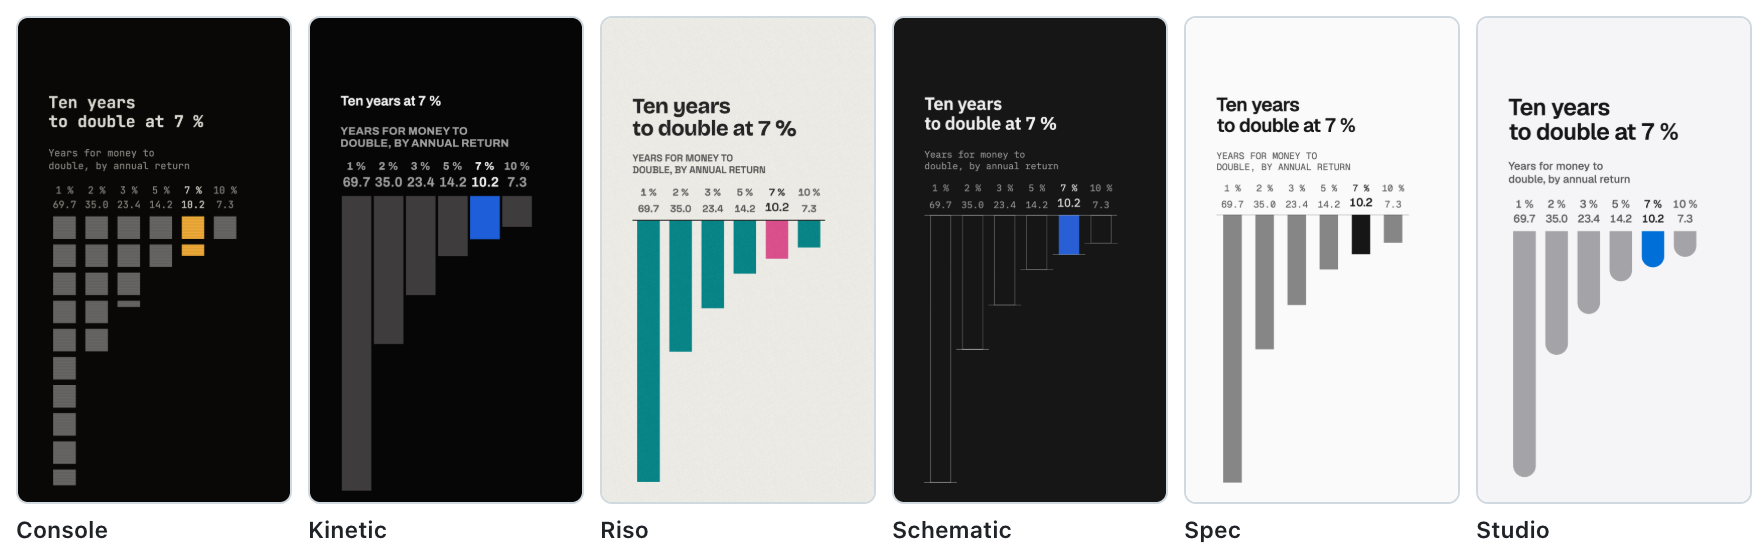 Ten years
to double at 7 %
Years for money to
double, by annual return
1 % 2 % 3 % 5 % 7 % 10 %
69.7 35.0 23.4 14.2 10.2 7.3
Console
Ten years at 7 %
YEARS FOR MONEY TO
DOUBLE, BY ANNUAL RETURN
1 % 2 % 3 % 5 % 7 % 10 %
69.7 35.0 23.4 14.2 10.2 7.3
Kinetic
Ten years
to double at 7 %
YEARS FOR MONEY TO
DOUBLE, BY ANNUAL RETURN
1 % 2 % 3 % 5 % 7 % 10 %
69.7 35.0 23.4 14.2 10.2 7.3
Riso
Ten years
to double at 7 %
Years for money to
double, by annual return
1 % 2 % 3 % 5 % 7 % 10 %
69.7 35.0 23.4 14.2 10.2 7.3
Schematic
Ten years
to double at 7 %
YEARS FOR MONEY TO
DOUBLE, BY ANNUAL RETURN
1 % 2 % 3 % 5 % 7 % 10 %
69.7 35.0 23.4 14.2 10.2 7.3
Spec
Ten years
to double at 7 %
Years for money to
double, by annual return
1 % 2 % 3 % 5 % 7 % 10 %
69.7 35.0 23.4 14.2 10.2 7.3
Studio